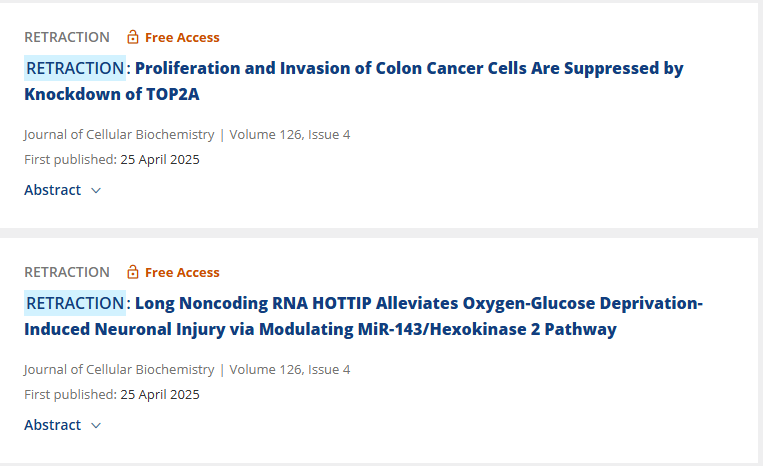 RETRACTION Free Access
RETRACTION: Proliferation and Invasion of Colon Cancer Cells Are Suppressed by
Knockdown of TOP2A
Journal of Cellular Biochemistry | Volume 126, Issue 4
First published: 25 April 2025
Abstract
RETRACTION Free Access
RETRACTION: Long Noncoding RNA HOTTIP Alleviates Oxygen-Glucose Deprivation-
Induced Neuronal Injury via Modulating MiR-143/Hexokinase 2 Pathway
Journal of Cellular Biochemistry | Volume 126, Issue 4
First published: 25 April 2025
Abstract